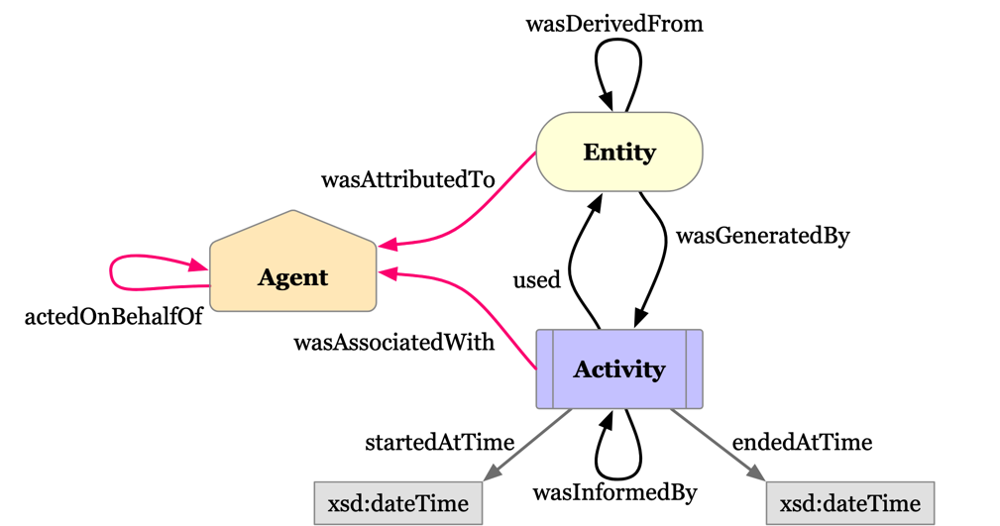 wasDerivedFrom
Entity
wasAttributedTo
wasGeneratedBy
Agent
used
actedOnBehalfOf
wasAssociatedWith
Activity
startedAtTime
endedAtTime
wasInformedBy
xsd:dateTime
xsd:dateTime